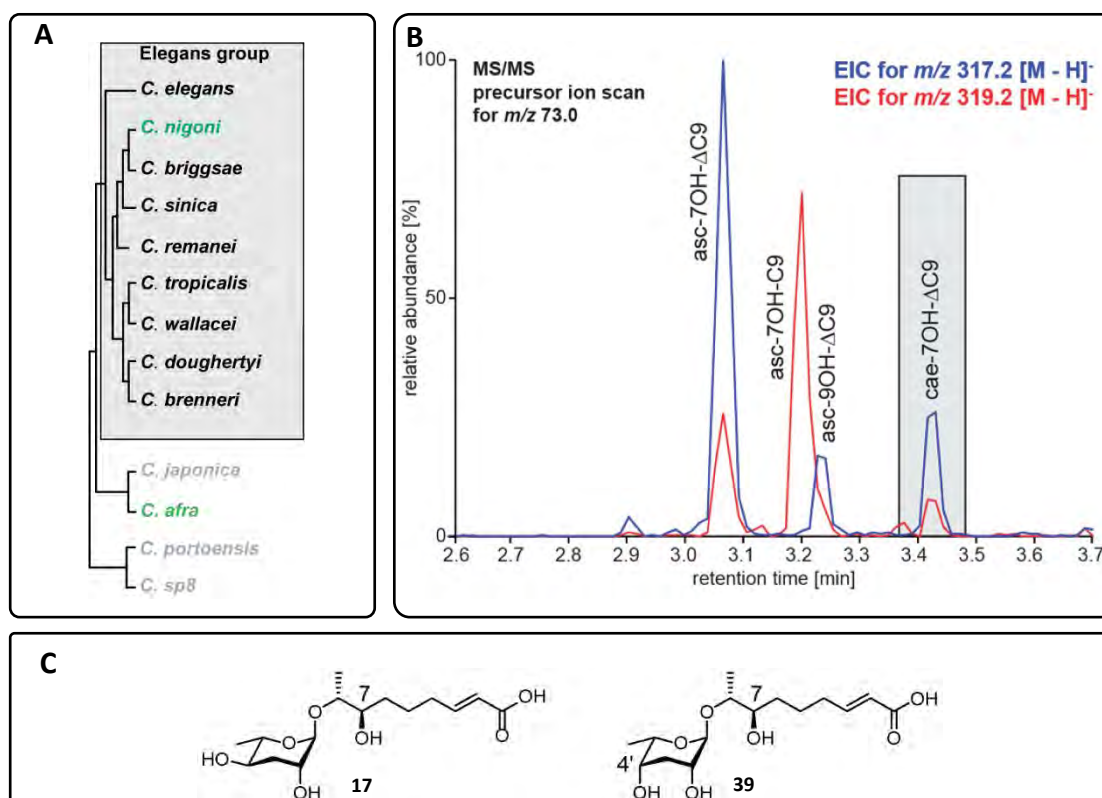 A
Elegans group
C. elegans
C. nigoni
C. briggsae
C. sinica
C. remanei
C. tropicalis
C. wallacei
C. doughertyi
C. brenneri
C. japonica
C. afra
C. portoensis
C. sp8
B
MS/MS
precursor ion scan
for m/z 73.0
EIC for m/z 317.2 [M - H]-
EIC for m/z 319.2 [M - H]-
relative abundance [%]
100
50
0
asc-7OH-ΔC9
asc-7OH-C9
asc-9OH-ΔC9
cae-7OH-ΔC9
2.6 2.7 2.8 2.9 3.0 3.1 3.2 3.3 3.4 3.5 3.6 3.7
retention time [min]
C
7
OH
O
O
OH
O
HO
OH
17
7
OH
O
O
OH
O
4'
OH OH
39